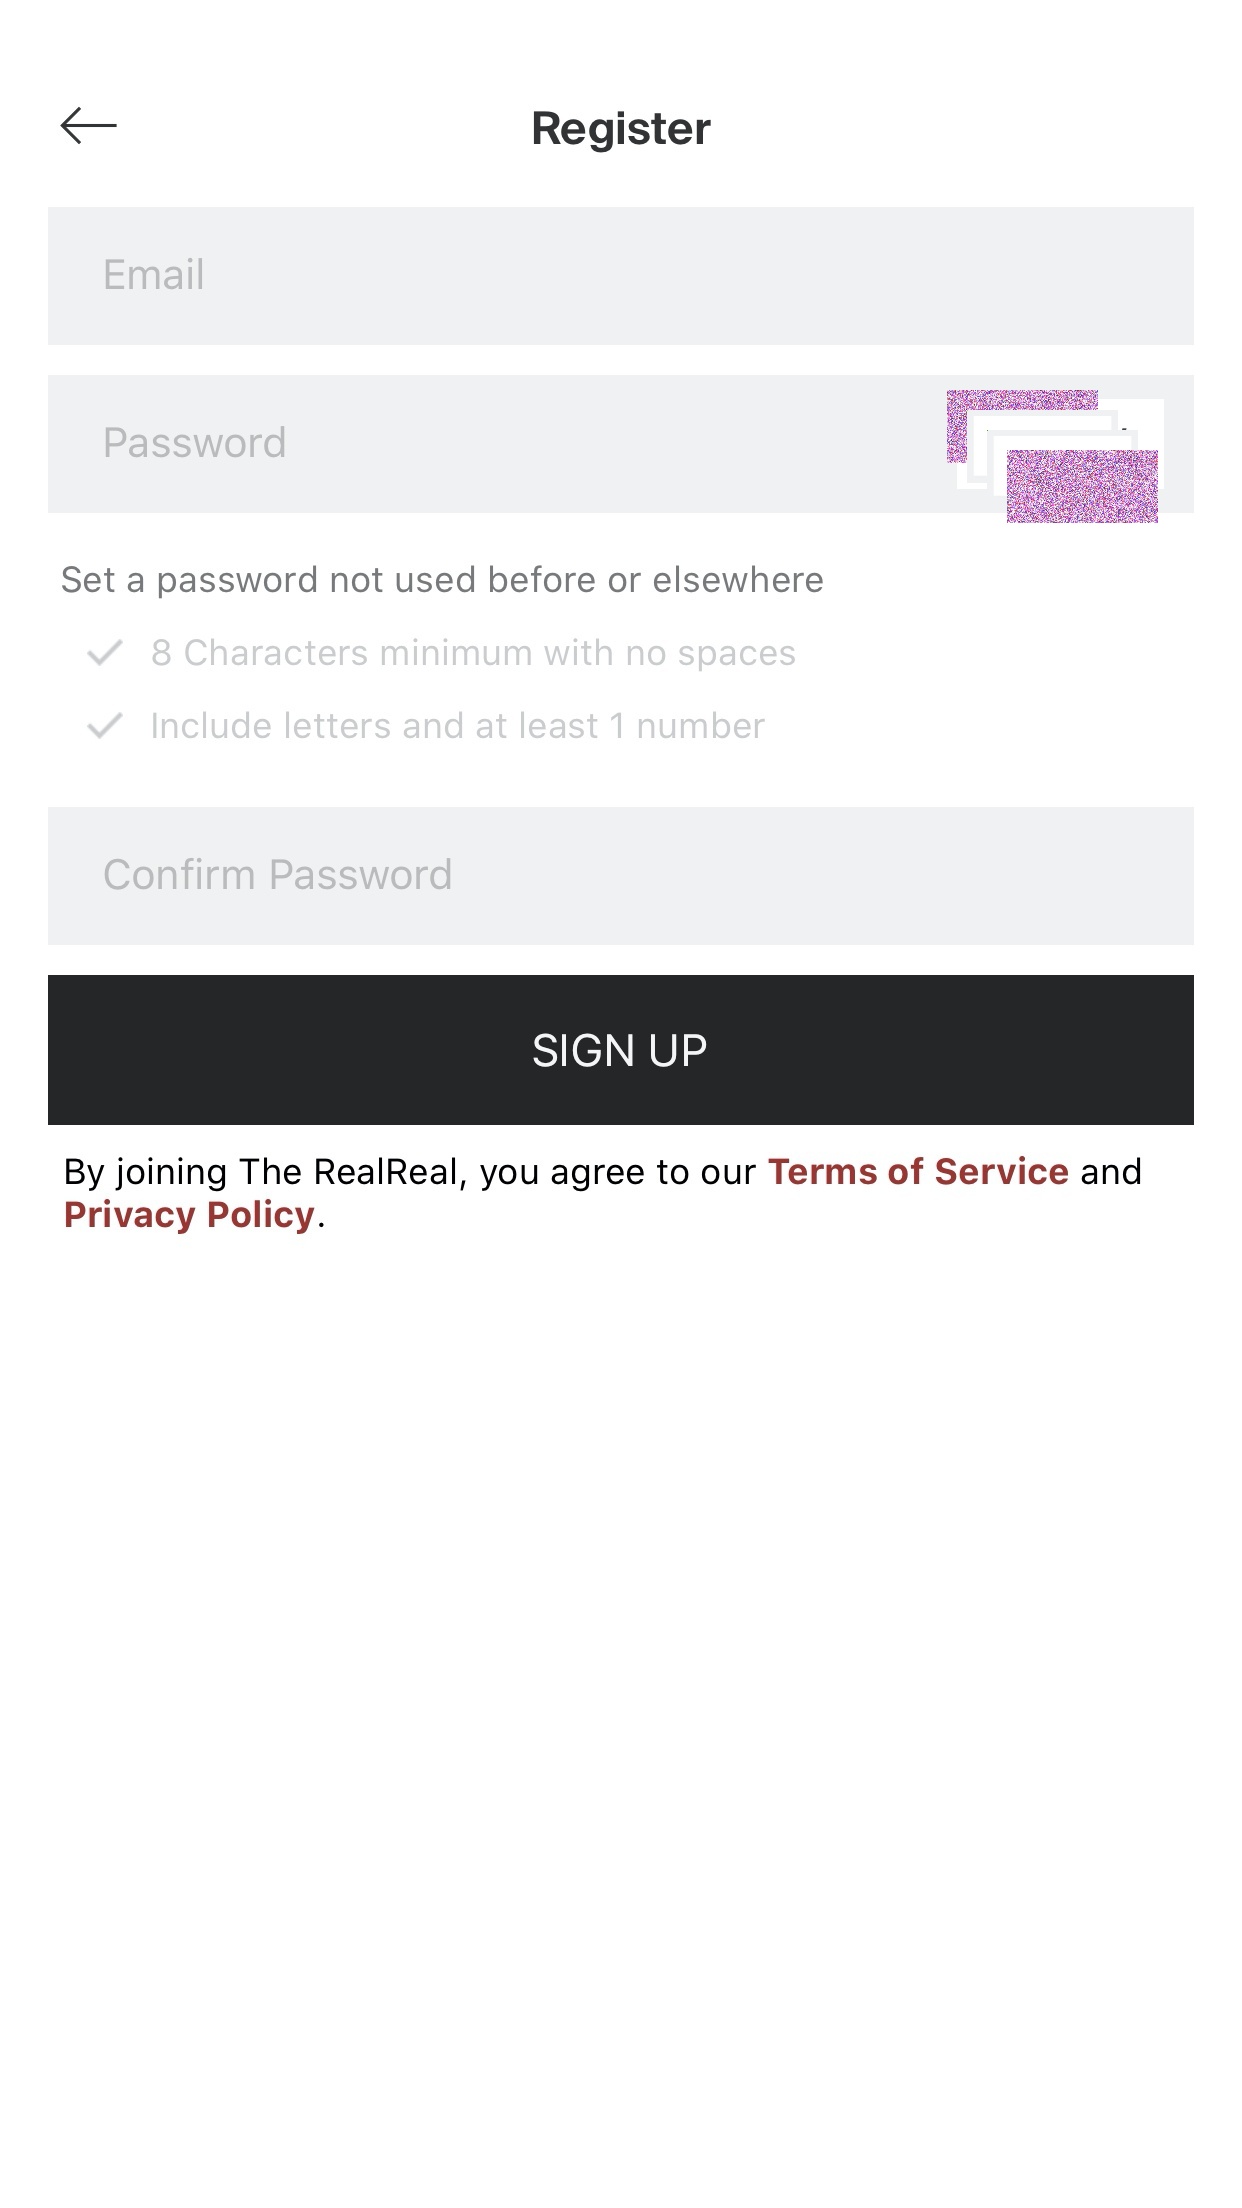 Register
Email
Password
Set a password not used before or elsewhere
8 Characters minimum with no spaces
Include letters and at least 1 number
Confirm Password
SIGN UP
By joining The RealReal, you agree to our Terms of Service and
Privacy Policy.